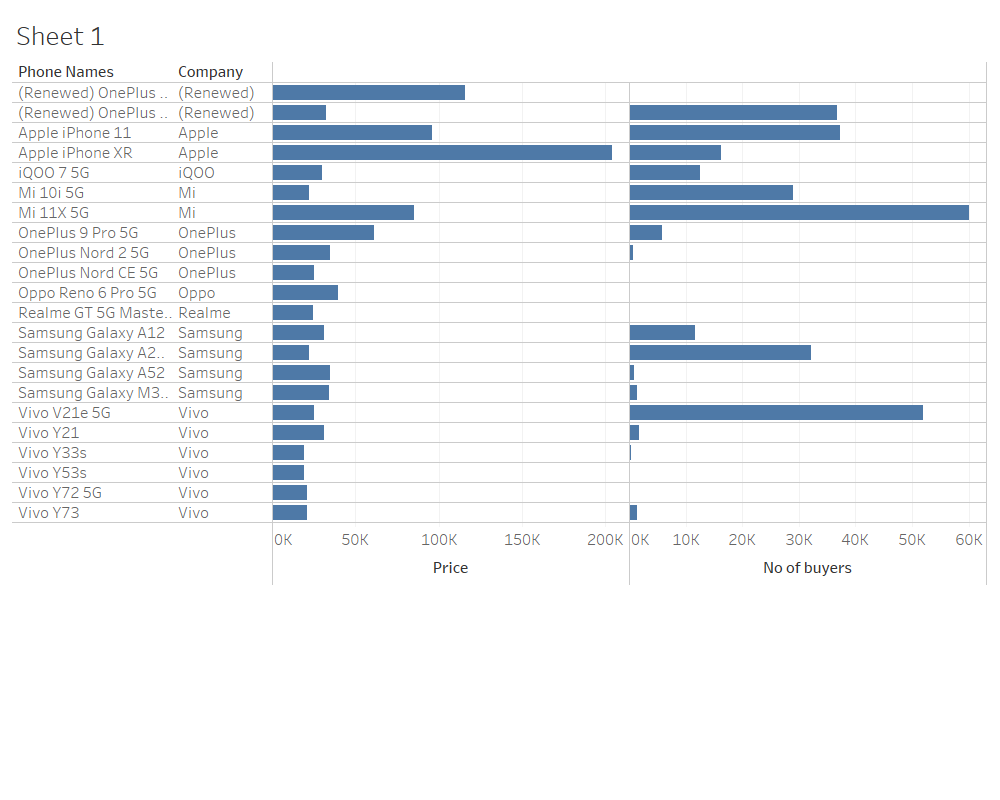 Sheet 1
Phone Names Company
(Renewed) OnePlus .. (Renewed)
(Renewed) OnePlus .. (Renewed)
Apple iPhone 11 Apple
Apple iPhone XR Apple
iQOO 7 5G iQOO
Mi 10i 5G Mi
Mi 11X 5G Mi
OnePlus 9 Pro 5G OnePlus
OnePlus Nord 2 5G OnePlus
OnePlus Nord CE 5G OnePlus
Oppo Reno 6 Pro 5G Oppo
Realme GT 5G Maste.. Realme
Samsung Galaxy A12 Samsung
Samsung Galaxy A2.. Samsung
Samsung Galaxy A52 Samsung
Samsung Galaxy M3.. Samsung
Vivo V21e 5G Vivo
Vivo Y21 Vivo
Vivo Y33s Vivo
Vivo Y53s Vivo
Vivo Y72 5G Vivo
Vivo Y73 Vivo
0K 50K 100K 150K 200K 0K 10K 20K 30K 40K 50K 60K
Price No of buyers